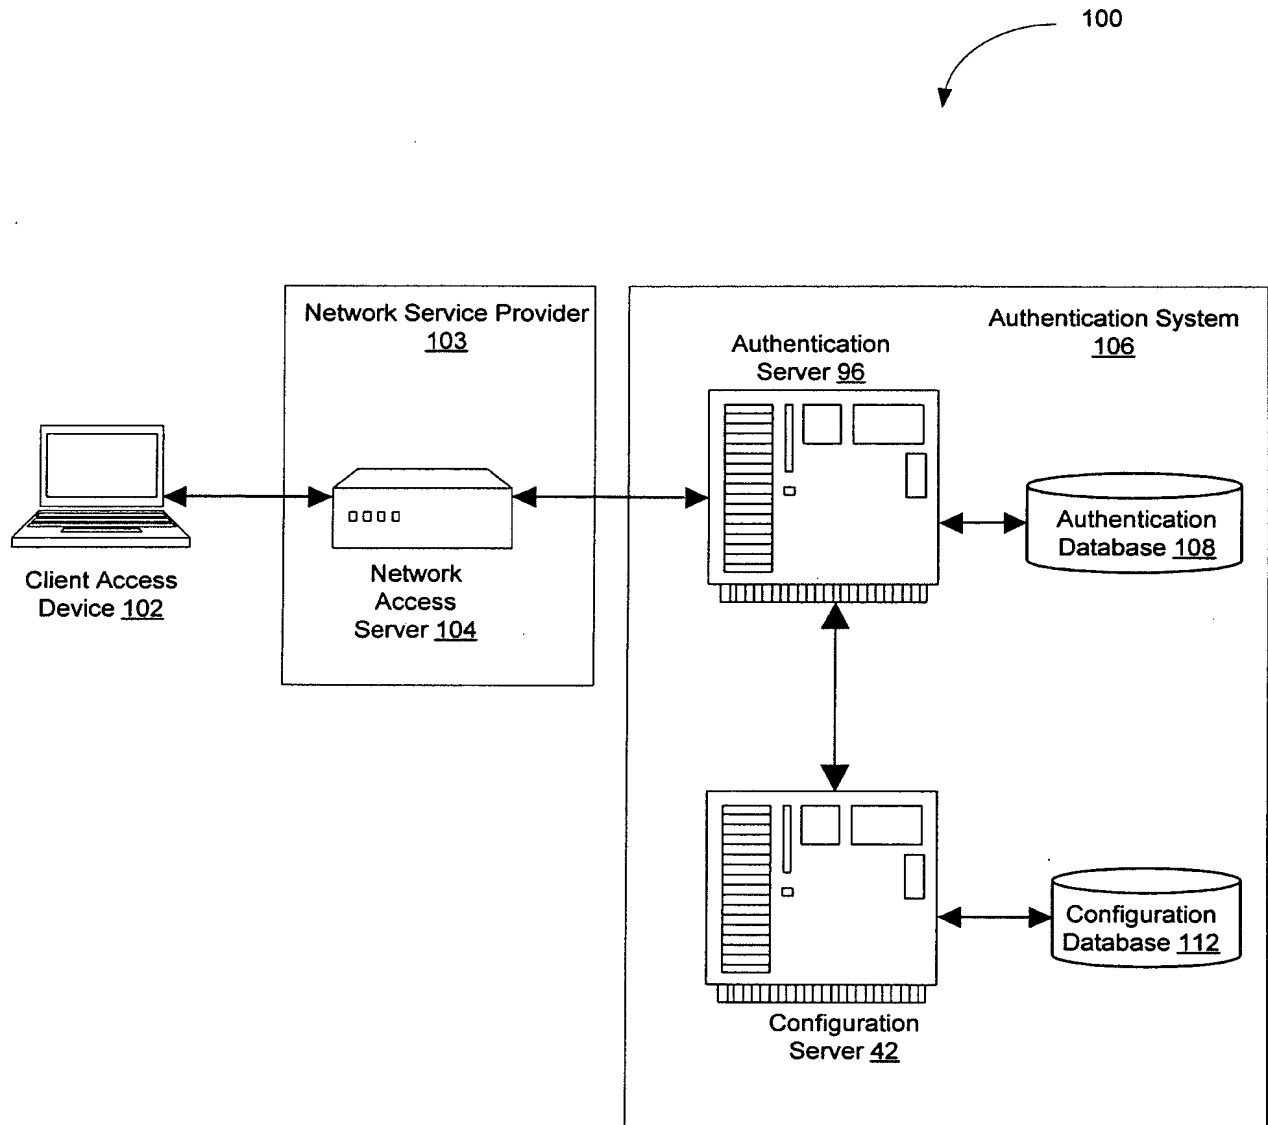 100
Network Service Provider
103
Authentication System
106
Authentication
Server 96
Authentication
Database 108
Client Access
Device 102
Network
Access
Server 104
Configuration
Database 112
Configuration
Server 42